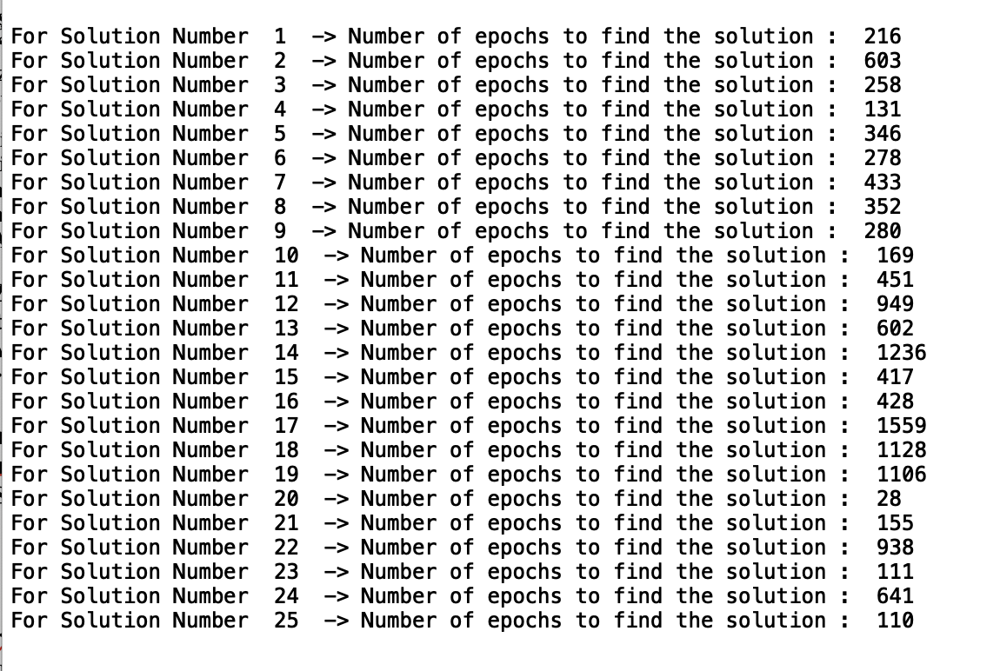 For Solution Number  1  -> Number of epochs to find the solution :  216
For Solution Number  2  -> Number of epochs to find the solution :  603
For Solution Number  3  -> Number of epochs to find the solution :  258
For Solution Number  4  -> Number of epochs to find the solution :  131
For Solution Number  5  -> Number of epochs to find the solution :  346
For Solution Number  6  -> Number of epochs to find the solution :  278
For Solution Number  7  -> Number of epochs to find the solution :  433
For Solution Number  8  -> Number of epochs to find the solution :  352
For Solution Number  9  -> Number of epochs to find the solution :  280
For Solution Number  10  -> Number of epochs to find the solution :  169
For Solution Number  11  -> Number of epochs to find the solution :  451
For Solution Number  12  -> Number of epochs to find the solution :  949
For Solution Number  13  -> Number of epochs to find the solution :  602
For Solution Number  14  -> Number of epochs to find the solution :  1236
For Solution Number  15  -> Number of epochs to find the solution :  417
For Solution Number  16  -> Number of epochs to find the solution :  428
For Solution Number  17  -> Number of epochs to find the solution :  1559
For Solution Number  18  -> Number of epochs to find the solution :  1128
For Solution Number  19  -> Number of epochs to find the solution :  1106
For Solution Number  20  -> Number of epochs to find the solution :  28
For Solution Number  21  -> Number of epochs to find the solution :  155
For Solution Number  22  -> Number of epochs to find the solution :  938
For Solution Number  23  -> Number of epochs to find the solution :  111
For Solution Number  24  -> Number of epochs to find the solution :  641
For Solution Number  25  -> Number of epochs to find the solution :  110